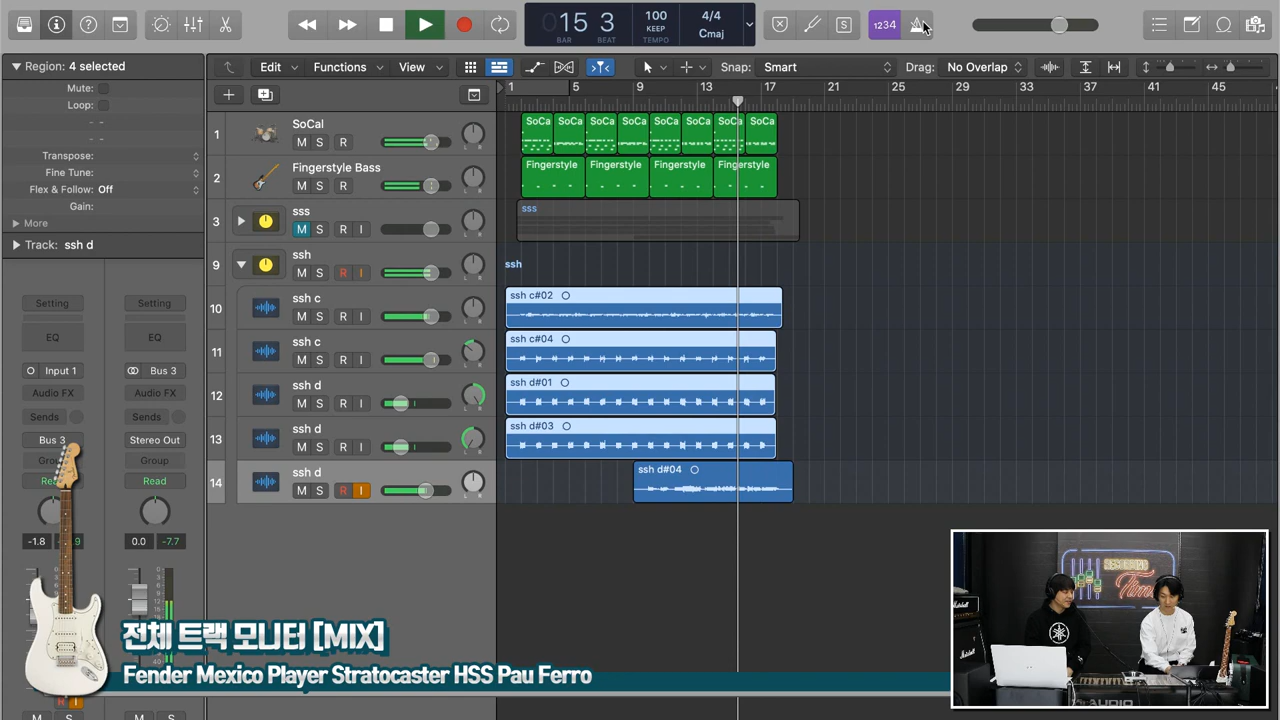 15 3
BAR BEAT
100
KEEP
TEMPO
4/4
Cmaj
1234
S
Region: 4 selected
Mute:
Loop:
Transpose:
Fine Tune:
Flex & Follow: Off
Gain:
More
Track: ssh d
Edit
Functions
View
Snap: Smart
Drag: No Overlap
1 5 9 13 17 21 25 29 33 37 41 45
1 SoCal
M S R
SoCa SoCa SoCa SoCa SoCa SoCa SoCa SoCa
2 Fingerstyle Bass
M S R
Fingerstyle Fingerstyle Fingerstyle Fingerstyle
3 sss
M S
sss
9 ssh
M S R I
ssh
10 ssh c
M S R I
ssh c#02
11 ssh c
M S R I
ssh c#04
12 ssh d
M S R I
ssh d#01
13 ssh d
M S R I
ssh d#03
14 ssh d
M S R I
ssh d#04
Setting Setting
EQ EQ
Input 1 Bus 3
Audio FX Audio FX
Sends Sends
Bus 3 Stereo Out
Group
Read
-1.8 0.0 -7.7
전체 트랙 모니터 [MIX]
Fender Mexico Player Stratocaster HSS Pau Ferro
Marshall
Time